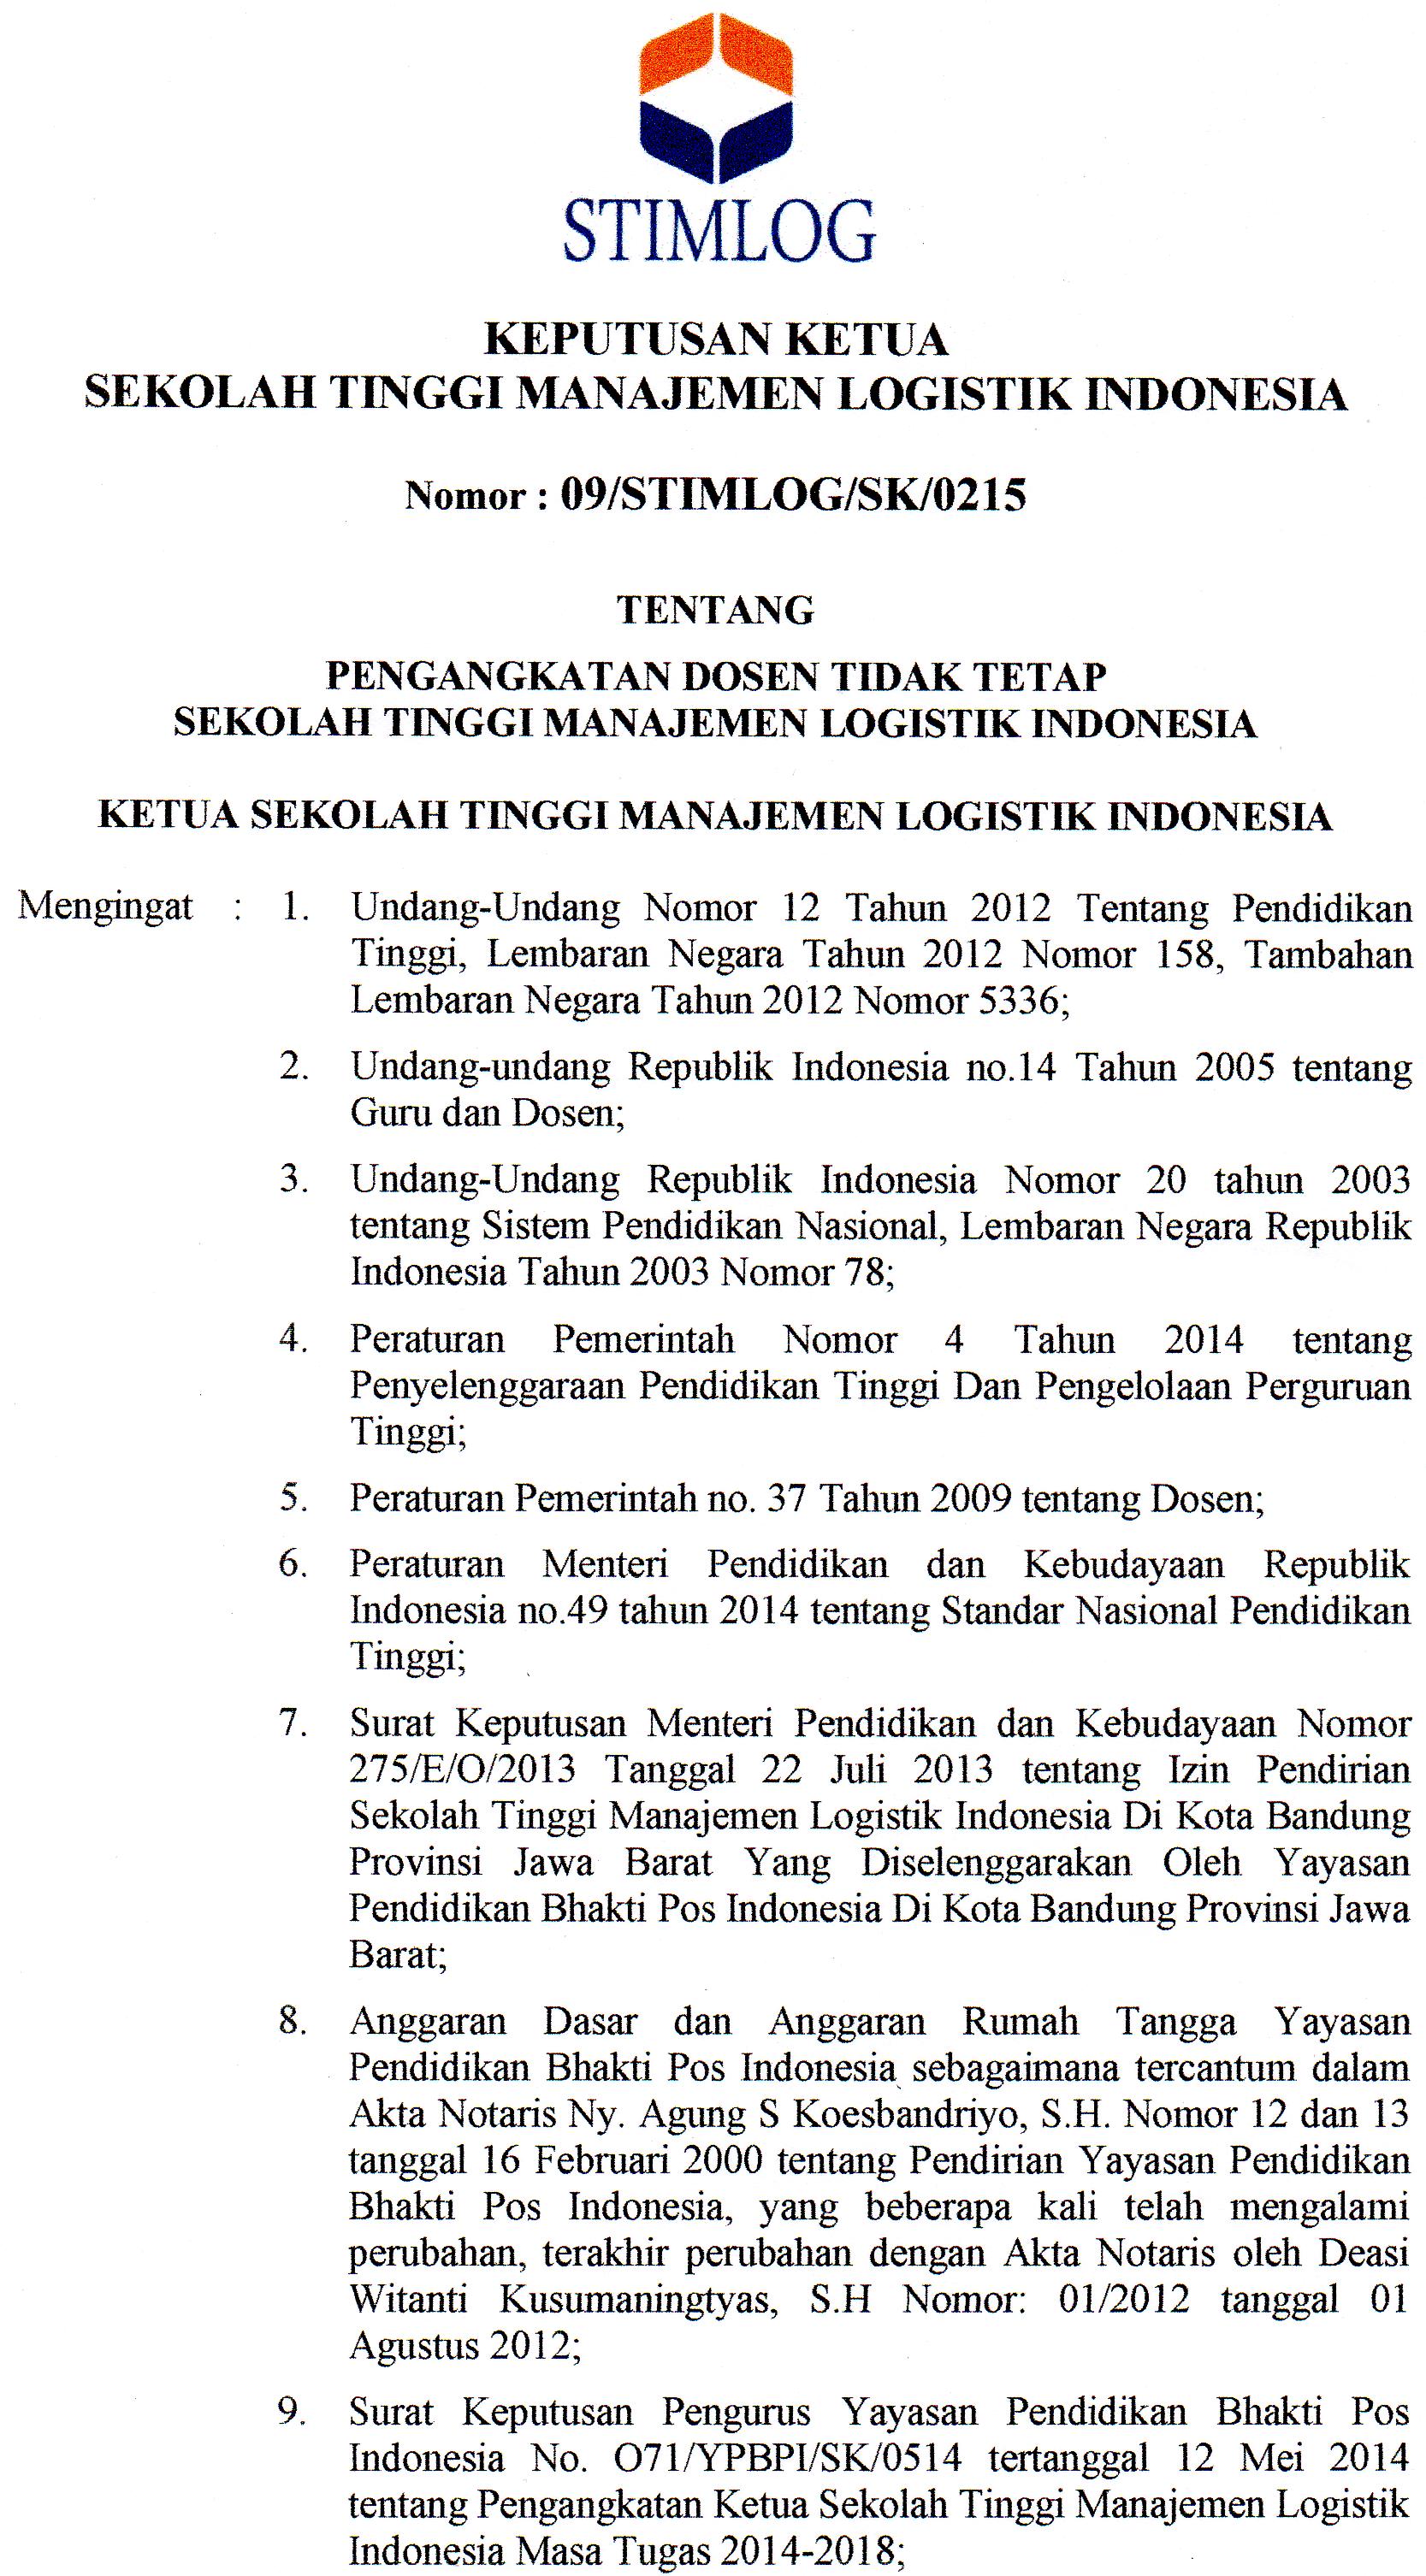 STIMLOG
KEPUTUSAN KETUA
SEKOLAH TINGGI MANAJEMEN LOGISTIK INDONESIA
Nomor : 09/STIMLOG/SK/0215
TENTANG
PENGANGKATAN DOSEN TIDAK TETAP
SEKOLAH TINGGI MANAJEMEN LOGISTIK INDONESIA
KETUA SEKOLAH TINGGI MANAJEMEN LOGISTIK INDONESIA
Mengingat : 1. Undang-Undang Nomor 12 Tahun 2012 Tentang Pendidikan
Tinggi, Lembaran Negara Tahun 2012 Nomor 158, Tambahan
Lembaran Negara Tahun 2012 Nomor 5336;
2. Undang-undang Republik Indonesia no.14 Tahun 2005 tentang
Guru dan Dosen;
3. Undang-Undang Republik Indonesia Nomor 20 tahun 2003
tentang Sistem Pendidikan Nasional, Lembaran Negara Republik
Indonesia Tahun 2003 Nomor 78;
4. Peraturan Pemerintah Nomor 4 Tahun 2014 tentang
Penyelenggaraan Pendidikan Tinggi Dan Pengelolaan Perguruan
Tinggi;
5. Peraturan Pemerintah no. 37 Tahun 2009 tentang Dosen;
6. Peraturan Menteri Pendidikan dan Kebudayaan Republik
Indonesia no.49 tahun 2014 tentang Standar Nasional Pendidikan
Tinggi;
7. Surat Keputusan Menteri Pendidikan dan Kebudayaan Nomor
275/E/O/2013 Tanggal 22 Juli 2013 tentang Izin Pendirian
Sekolah Tinggi Manajemen Logistik Indonesia Di Kota Bandung
Provinsi Jawa Barat Yang Diselenggarakan Oleh Yayasan
Pendidikan Bhakti Pos Indonesia Di Kota Bandung Provinsi Jawa
Barat;
8. Anggaran Dasar dan Anggaran Rumah Tangga Yayasan
Pendidikan Bhakti Pos Indonesia sebagaimana tercantum dalam
Akta Notaris Ny. Agung S Koesbandriyo, S.H. Nomor 12 dan 13
tanggal 16 Februari 2000 tentang Pendirian Yayasan Pendidikan
Bhakti Pos Indonesia, yang beberapa kali telah mengalami
perubahan, terakhir perubahan dengan Akta Notaris oleh Deasi
Witanti Kusumaningtyas, S.H Nomor: 01/2012 tanggal 01
Agustus 2012;
9. Surat Keputusan Pengurus Yayasan Pendidikan Bhakti Pos
Indonesia No. O71/YPBPI/SK/0514 tertanggal 12 Mei 2014
tentang Pengangkatan Ketua Sekolah Tinggi Manajemen Logistik
Indonesia Masa Tugas 2014-2018;